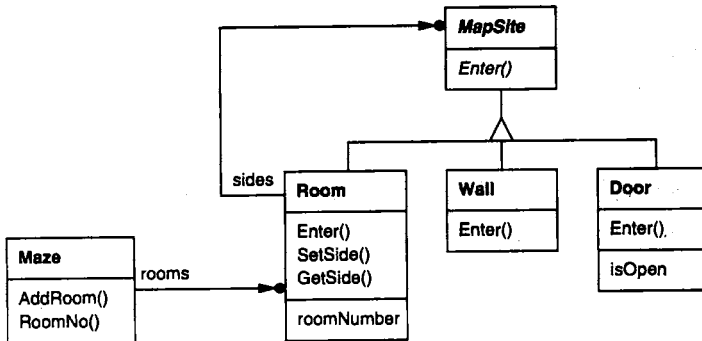 MapSite
Enter()
sides
Room
Enter()
SetSide()
GetSide()
roomNumber
Wall
Enter()
Door
Enter()
isOpen
Maze
AddRoom()
RoomNo()
rooms